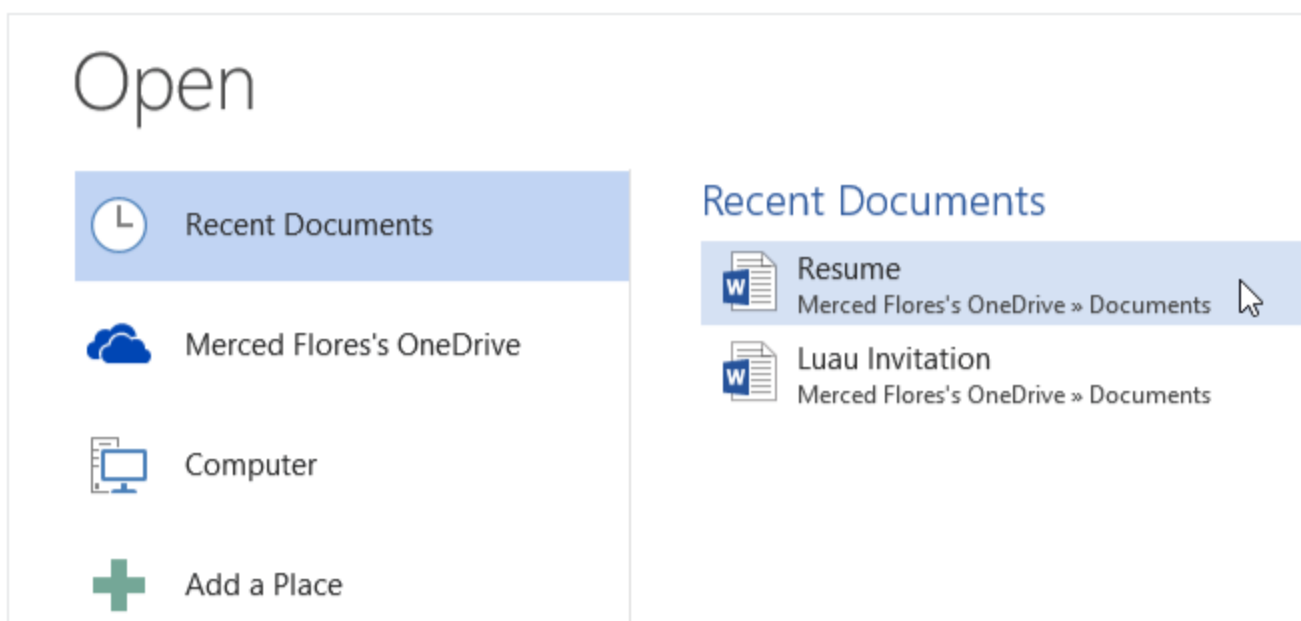 Open
Recent Documents
Merced Flores's OneDrive
Computer
Add a Place
Recent Documents
W
Resume
Merced Flores's OneDrive » Documents
W
Luau Invitation
Merced Flores's OneDrive » Documents